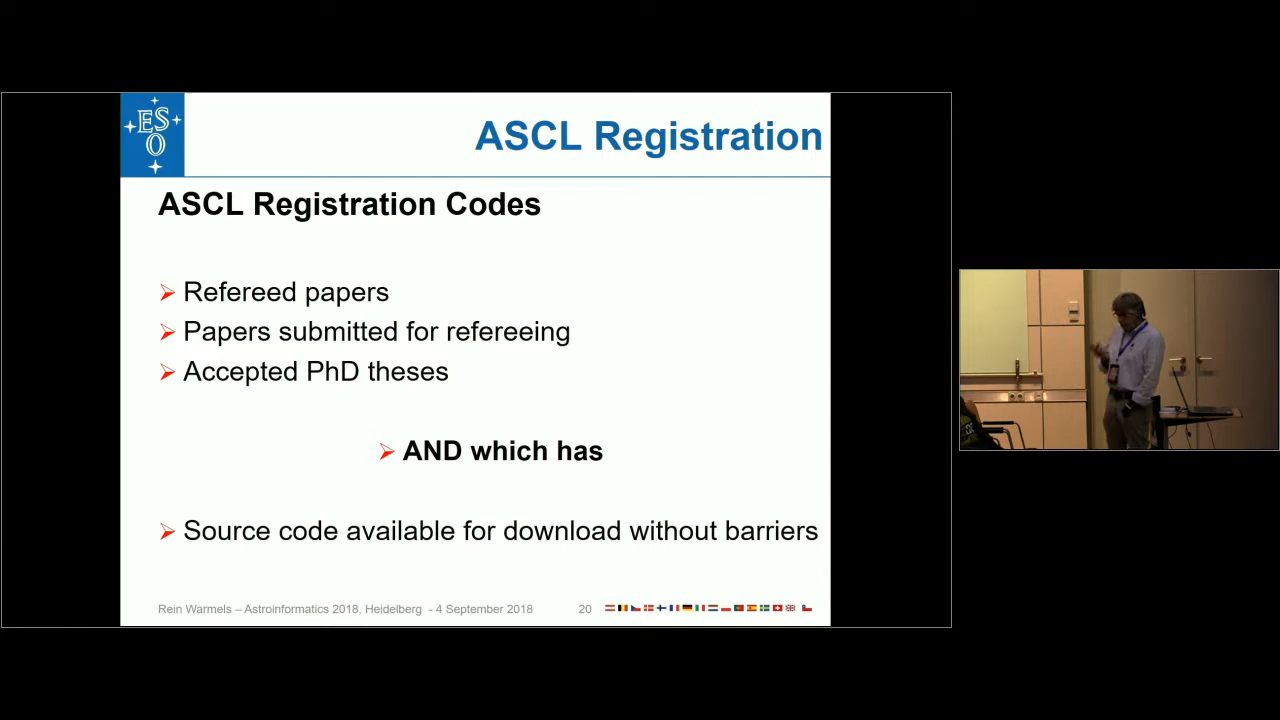 ESO
ASCL Registration
ASCL Registration Codes
Refereed papers
Papers submitted for refereeing
Accepted PhD theses
AND which has
Source code available for download without barriers
Rein Warmels – Astroinformatics 2018, Heidelberg - 4 September 2018
20